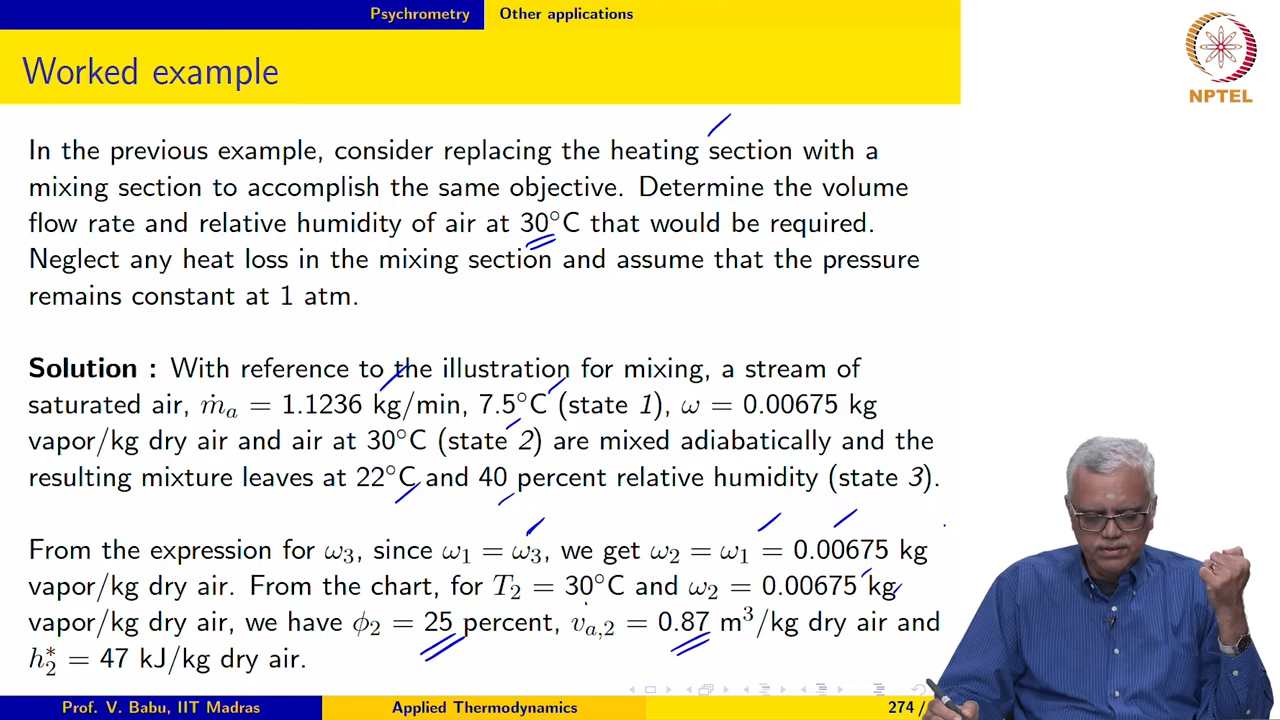 Psychrometry Other applications
Worked example
NPTEL
In the previous example, consider replacing the heating section with a
mixing section to accomplish the same objective. Determine the volume
flow rate and relative humidity of air at 30°C that would be required.
Neglect any heat loss in the mixing section and assume that the pressure
remains constant at 1 atm.
Solution : With reference to the illustration for mixing, a stream of
saturated air, ṁₐ = 1.1236 kg/min, 7.5°C (state 1), ω = 0.00675 kg
vapor/kg dry air and air at 30°C (state 2) are mixed adiabatically and the
resulting mixture leaves at 22°C and 40 percent relative humidity (state 3).
From the expression for ω₃, since ω₁ = ω₃, we get ω₂ = ω₁ = 0.00675 kg
vapor/kg dry air. From the chart, for T₂ = 30°C and ω₂ = 0.00675 kg
vapor/kg dry air, we have ϕ₂ = 25 percent, v_{a,2} = 0.87 m³/kg dry air and
h₂* = 47 kJ/kg dry air.
Prof. V. Babu, IIT Madras Applied Thermodynamics 274 /